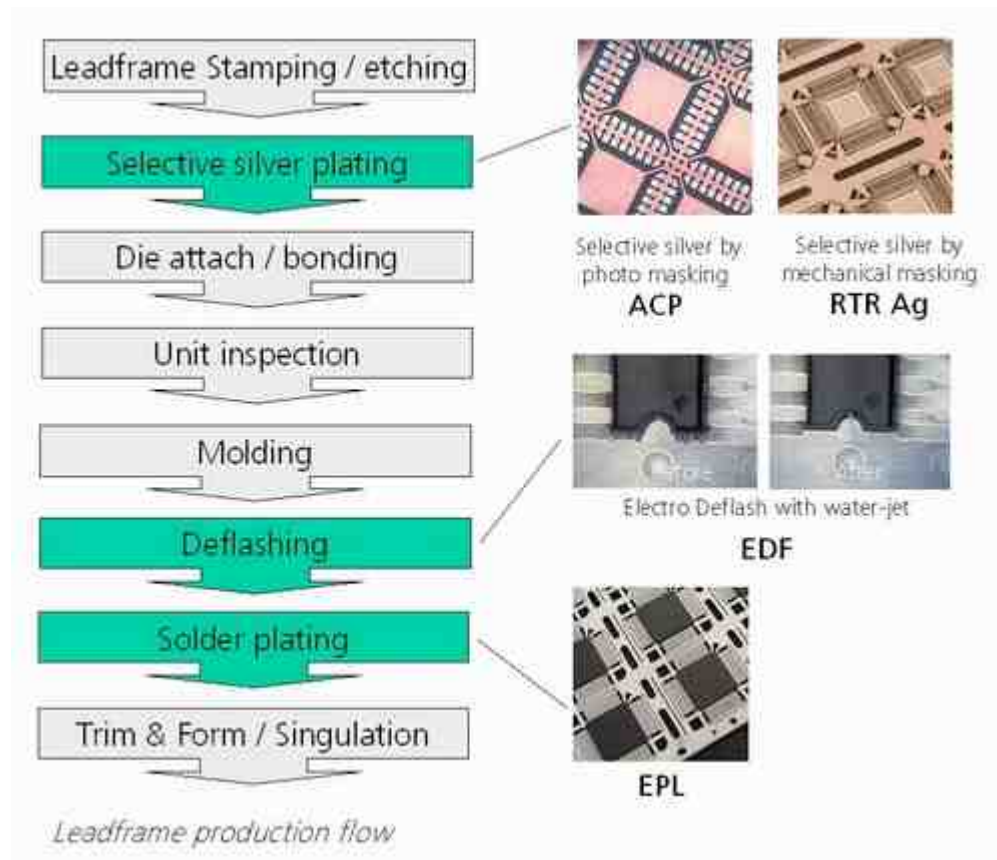 Leadframe Stamping / etching
Selective silver plating
Die attach / bonding
Unit inspection
Molding
Deflashing
Solder plating
Trim & Form / Singulation
Leadframe production flow
Selective silver by
photo masking
ACP
Selective silver by
mechanical masking
RTR Ag
Electro Deflash with water-jet
EDF
EPL